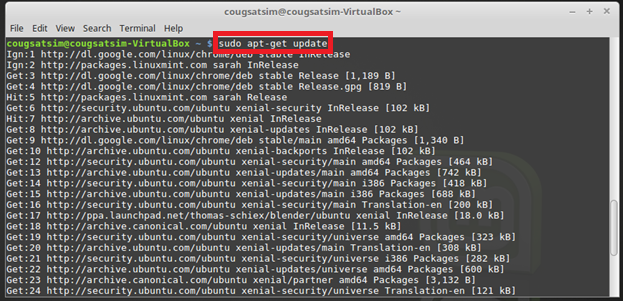 cougsatsim@cougsatsim-VirtualBox ~
File Edit View Search Terminal Help
cougsatsim@cougsatsim-VirtualBox ~ $ sudo apt-get update
Ign:1 http://dl.google.com/linux/chrome/deb stable InRelease
Ign:2 http://packages.linuxmint.com sarah InRelease
Get:3 http://dl.google.com/linux/chrome/deb stable Release [1,189 B]
Get:4 http://dl.google.com/linux/chrome/deb stable Release.gpg [819 B]
Hit:5 http://packages.linuxmint.com sarah Release
Get:6 http://security.ubuntu.com/ubuntu xenial-security InRelease [102 kB]
Hit:7 http://archive.ubuntu.com/ubuntu xenial InRelease
Get:8 http://archive.ubuntu.com/ubuntu xenial-updates InRelease [102 kB]
Get:9 http://dl.google.com/linux/chrome/deb stable/main amd64 Packages [1,340 B]
Get:10 http://archive.ubuntu.com/ubuntu xenial-backports InRelease [102 kB]
Get:12 http://security.ubuntu.com/ubuntu xenial-security/main amd64 Packages [464 kB]
Get:13 http://archive.ubuntu.com/ubuntu xenial-updates/main amd64 Packages [742 kB]
Get:14 http://security.ubuntu.com/ubuntu xenial-security/main i386 Packages [418 kB]
Get:15 http://archive.ubuntu.com/ubuntu xenial-updates/main i386 Packages [688 kB]
Get:16 http://security.ubuntu.com/ubuntu xenial-security/main Translation-en [200 kB]
Get:17 http://ppa.launchpad.net/thomas-schiex/blender/ubuntu xenial InRelease [18.0 kB]
Get:18 http://archive.canonical.com/ubuntu xenial InRelease [11.5 kB]
Get:19 http://security.ubuntu.com/ubuntu xenial-security/universe amd64 Packages [323 kB]
Get:20 http://archive.ubuntu.com/ubuntu xenial-updates/main Translation-en [308 kB]
Get:21 http://security.ubuntu.com/ubuntu xenial-security/universe i386 Packages [282 kB]
Get:22 http://archive.ubuntu.com/ubuntu xenial-updates/universe amd64 Packages [600 kB]
Get:23 http://archive.canonical.com/ubuntu xenial/partner amd64 Packages [3,132 B]
Get:24 http://security.ubuntu.com/ubuntu xenial-security/universe Translation-en [121 kB]